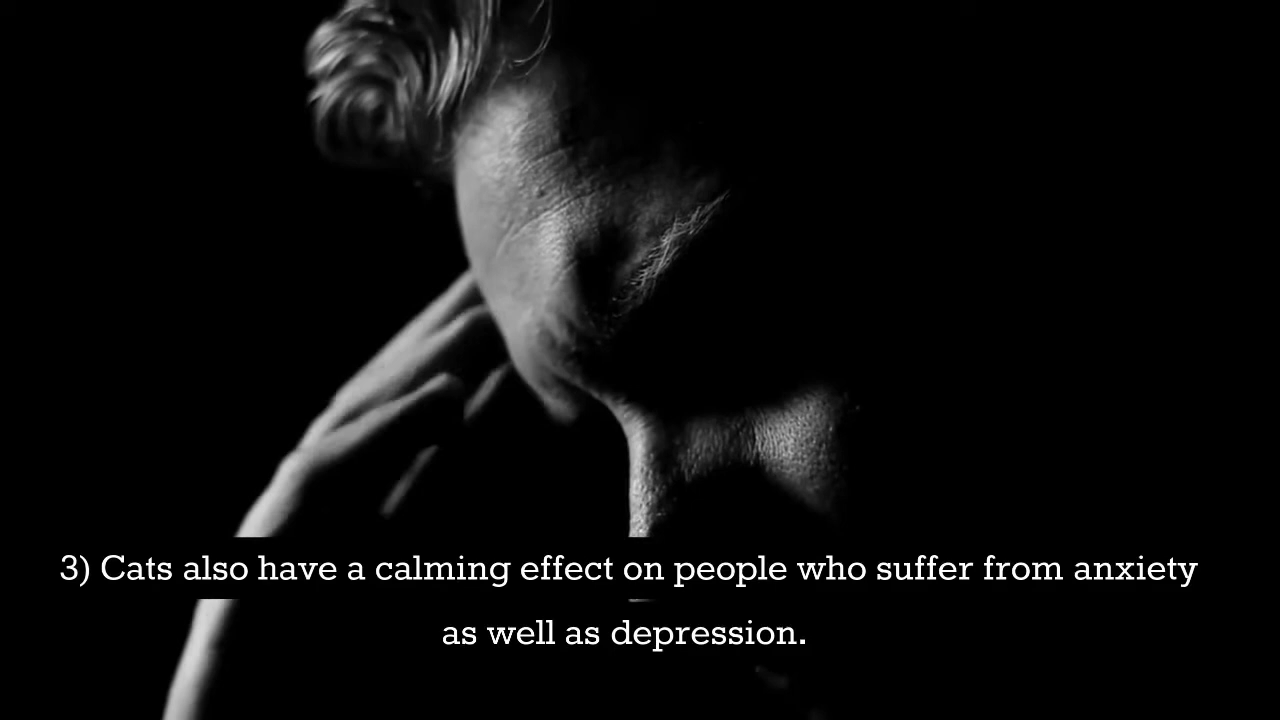 3) Cats also have a calming effect on people who suffer from anxiety
as well as depression.